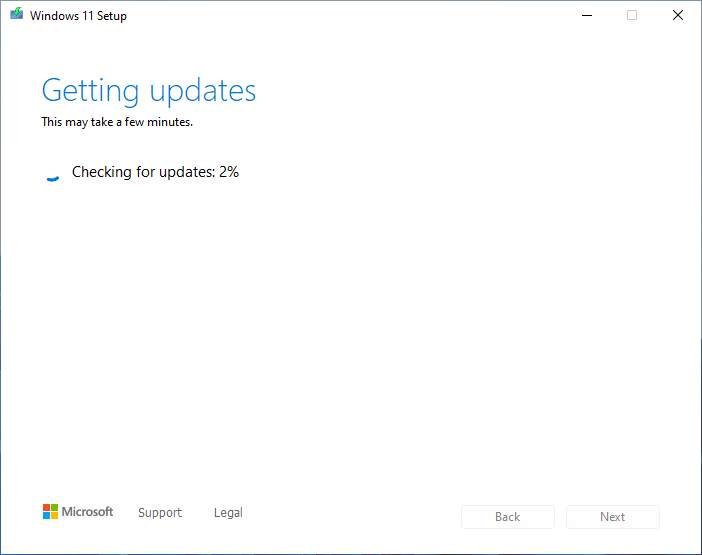 Windows 11 Setup
Getting updates
This may take a few minutes.
Checking for updates: 2%
Microsoft Support Legal Back Next